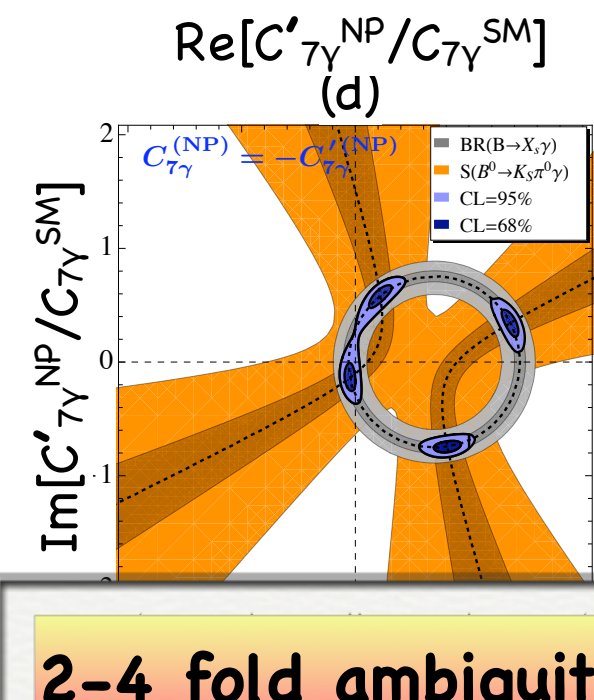 Re[C′7γNP/C7γSM]
(d)
C7γ(NP) = −C′7γ(NP)
BR(B→Xsγ)
S(B0→KSπ0γ)
CL=95%
CL=68%
Im[C′7γNP/C7γSM]
2
1
0
-1
2-4 fold